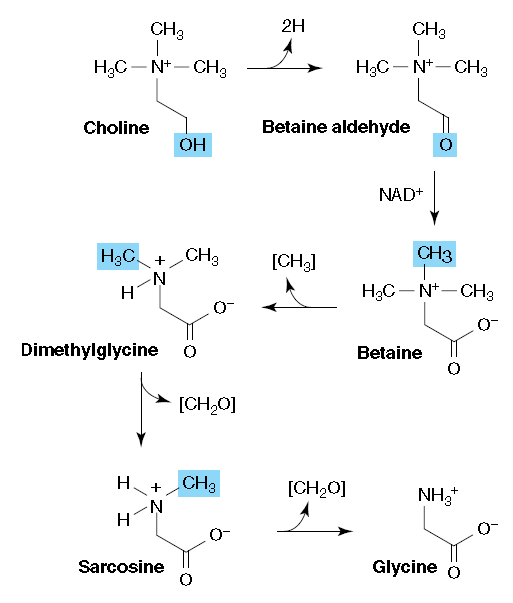 CH₃
2H
CH₃
H₃C—N⁺—CH₃
H₃C—N⁺—CH₃
Choline
OH
Betaine aldehyde
O
NAD⁺
H₃C
+
CH₃
N
H
O⁻
O
Dimethylglycine
[CH₃]
CH3
H₃C—N⁺—CH₃
O⁻
O
Betaine
[CH₂O]
H
+
CH₃
N
H
O⁻
O
Sarcosine
[CH₂O]
NH₃⁺
O⁻
O
Glycine